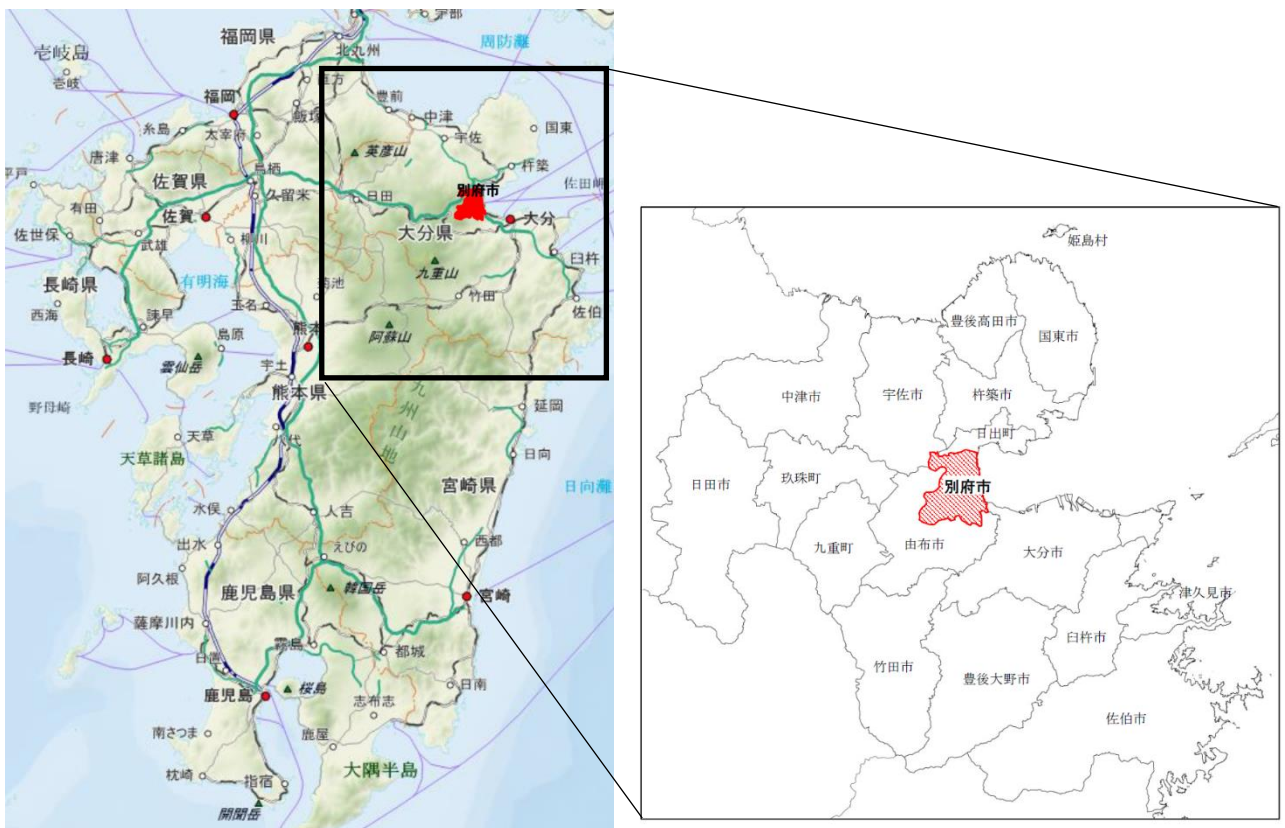 宇部
福岡県
周防灘
壱岐島
北九州
壱岐
直方
福岡
豊前
飯塚
中津
糸島
太宰府
宇佐
国東
英彦山
唐津
鳥栖
杵築
平戸
佐賀県
久留米
日田
別府市
佐田岬
有田
佐賀
大分
佐世保
武雄
柳川
大分県
臼杵
九重山
長崎県
有明海
菊池
竹田
西海
玉名
佐伯
諫早
島原
熊本
阿蘇山
長崎
雲仙岳
宇土
熊本県
野母崎
九州山地
延岡
天草
八代
日向
天草諸島
宮崎県
日向灘
水俣
人吉
出水
えびの
西都
阿久根
鹿児島県
韓国岳
宮崎
薩摩川内
霧島
都城
日置
鹿児島
桜島
日南
志布志
南さつま
鹿屋
大隅半島
枕崎
指宿
開聞岳
姫島村
豊後高田市
国東市
中津市
宇佐市
杵築市
日出町
日田市
玖珠町
別府市
九重町
由布市
大分市
津久見市
臼杵市
竹田市
豊後大野市
佐伯市